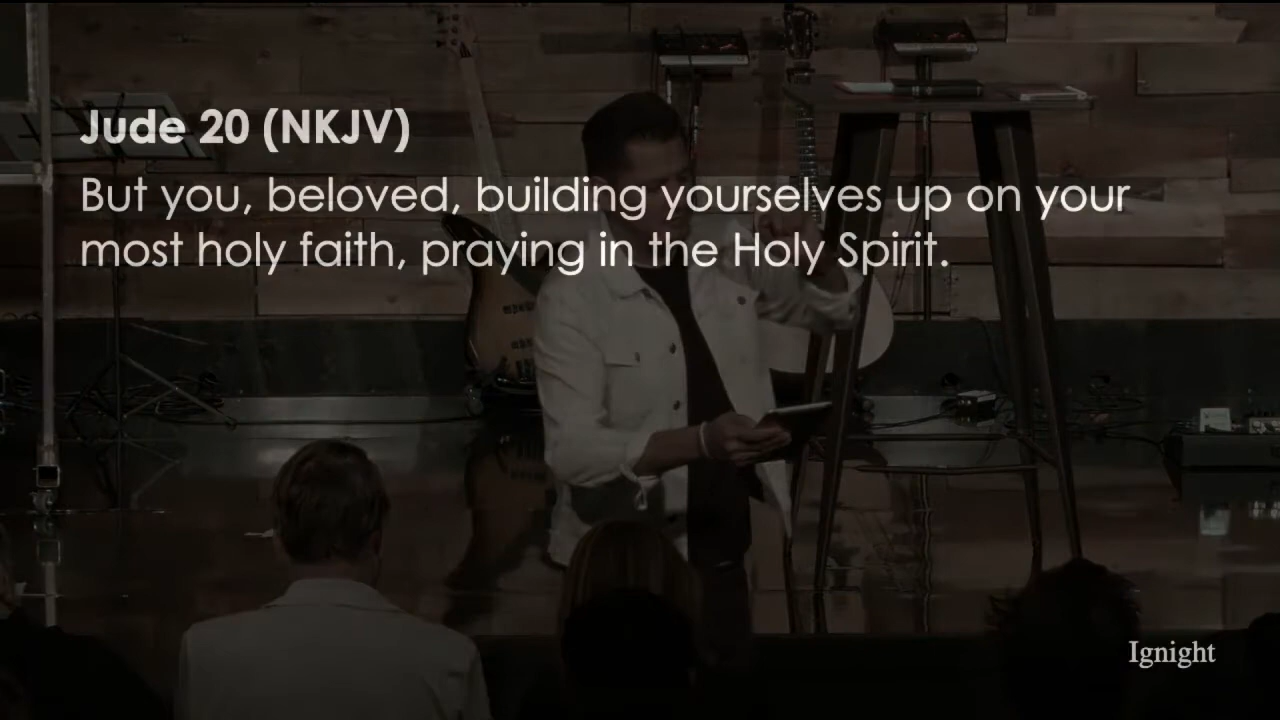 Jude 20 (NKJV)
But you, beloved, building yourselves up on your
most holy faith, praying in the Holy Spirit.
Ignight